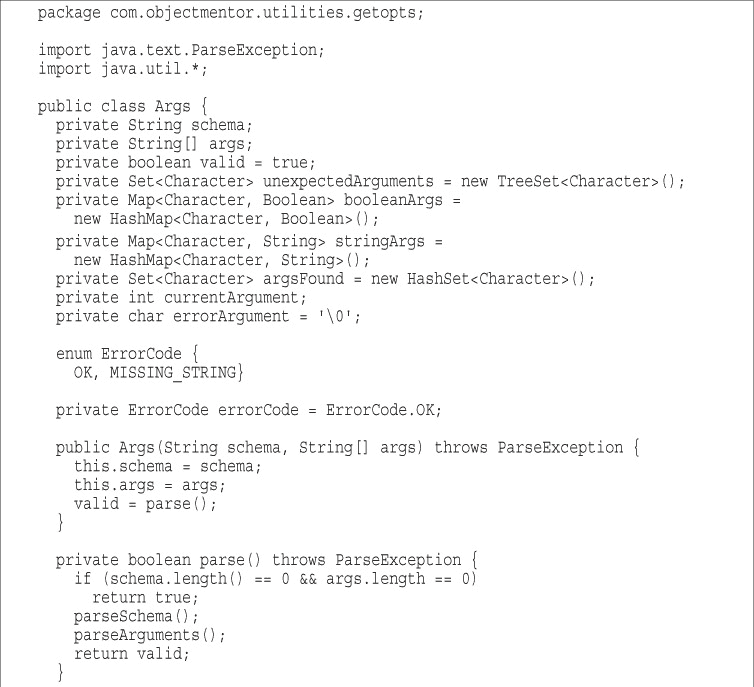 package com.objectmentor.utilities.getopts;
import java.text.ParseException;
import java.util.*;
public class Args {
private String schema;
private String[] args;
private boolean valid = true;
private Set<Character> unexpectedArguments = new TreeSet<Character>();
private Map<Character, Boolean> booleanArgs =
new HashMap<Character, Boolean>();
private Map<Character, String> stringArgs =
new HashMap<Character, String>();
private Set<Character> argsFound = new HashSet<Character>();
private int currentArgument;
private char errorArgument = '\0';
enum ErrorCode {
OK, MISSING_STRING}
private ErrorCode errorCode = ErrorCode.OK;
public Args(String schema, String[] args) throws ParseException {
this.schema = schema;
this.args = args;
valid = parse();
}
private boolean parse() throws ParseException {
if (schema.length() == 0 && args.length == 0)
return true;
parseSchema();
parseArguments();
return valid;
}